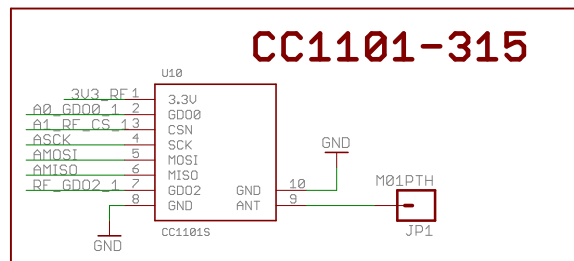 CC1101-315
U10
3V3_RF 1 3.3V
A0_GDO0_1 2 GDO0
A1_RF_CS_1 3 CSN
ASCK 4 SCK
AMOSI 5 MOSI
AMISO 6 MISO
RF_GDO2_1 7 GDO2 GND 10 GND
8 GND ANT 9 M01PTH
GND CC1101S JP1